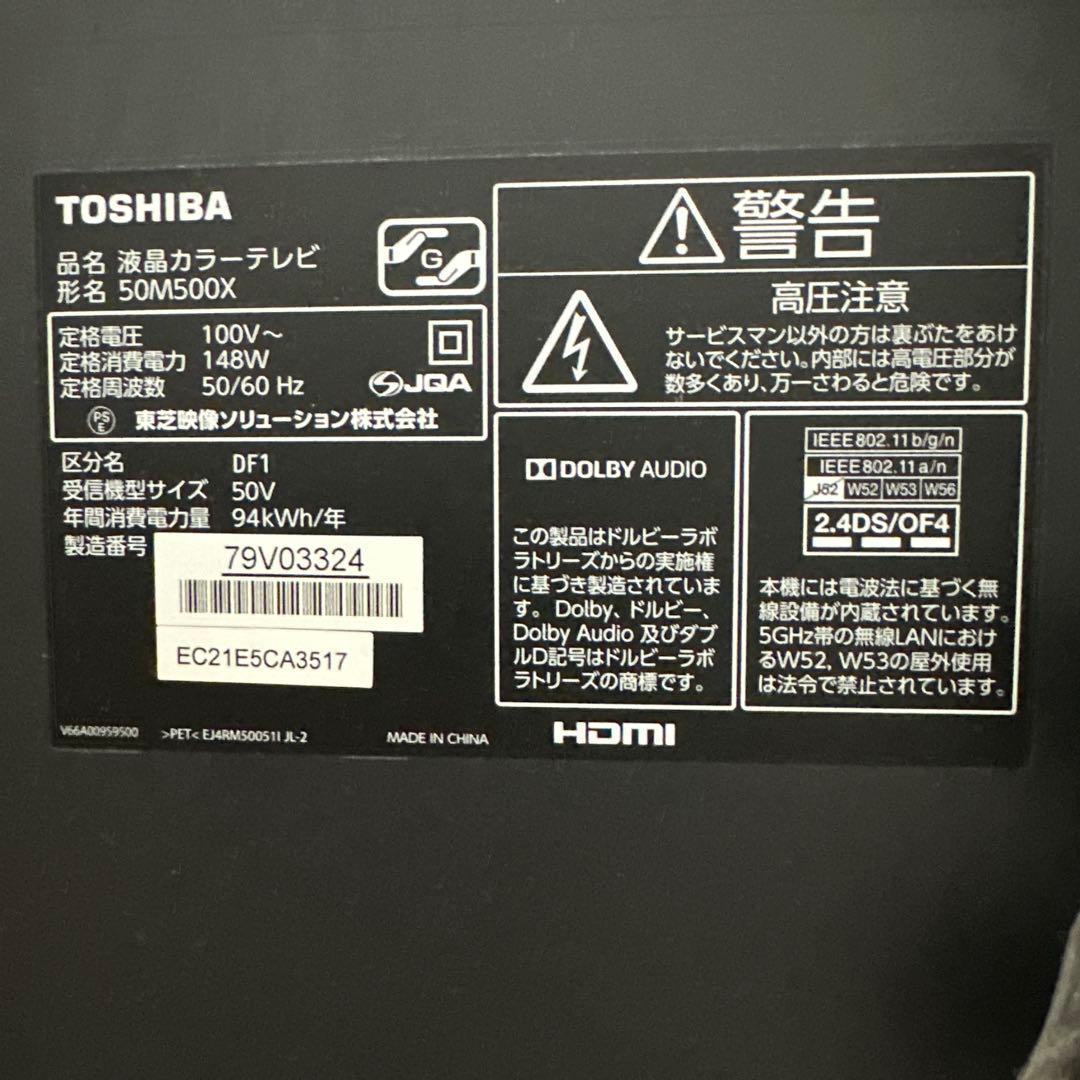 TOSHIBA
品名 液晶カラーテレビ
形名 50M500X
G
定格電圧 100V～
定格消費電力 148W
定格周波数 50/60 Hz
JQA
PS
E
東芝映像ソリューション株式会社
区分名 DF1
受信機型サイズ 50V
年間消費電力量 94kWh/年
製造番号
79V03324
EC21E5CA3517
V66A00959500 >PET< EJ4RM50051I JL-2 MADE IN CHINA
警告
高圧注意
サービスマン以外の方は裏ぶたをあけ
ないでください。内部には高電圧部分が
数多くあり、万一さわると危険です。
DOLBY AUDIO
この製品はドルビーラボ
ラトリーズからの実施権
に基づき製造されていま
す。Dolby、ドルビー、
Dolby Audio 及びダブ
ルD記号はドルビーラボ
ラトリーズの商標です。
HDMI
IEEE802.11b/g/n
IEEE802.11a/n
J52 W52 W53 W56
2.4DS/OF4
本機には電波法に基づく無
線設備が内蔵されています。
5GHz帯の無線LANにおけ
るW52, W53の屋外使用
は法令で禁止されています。